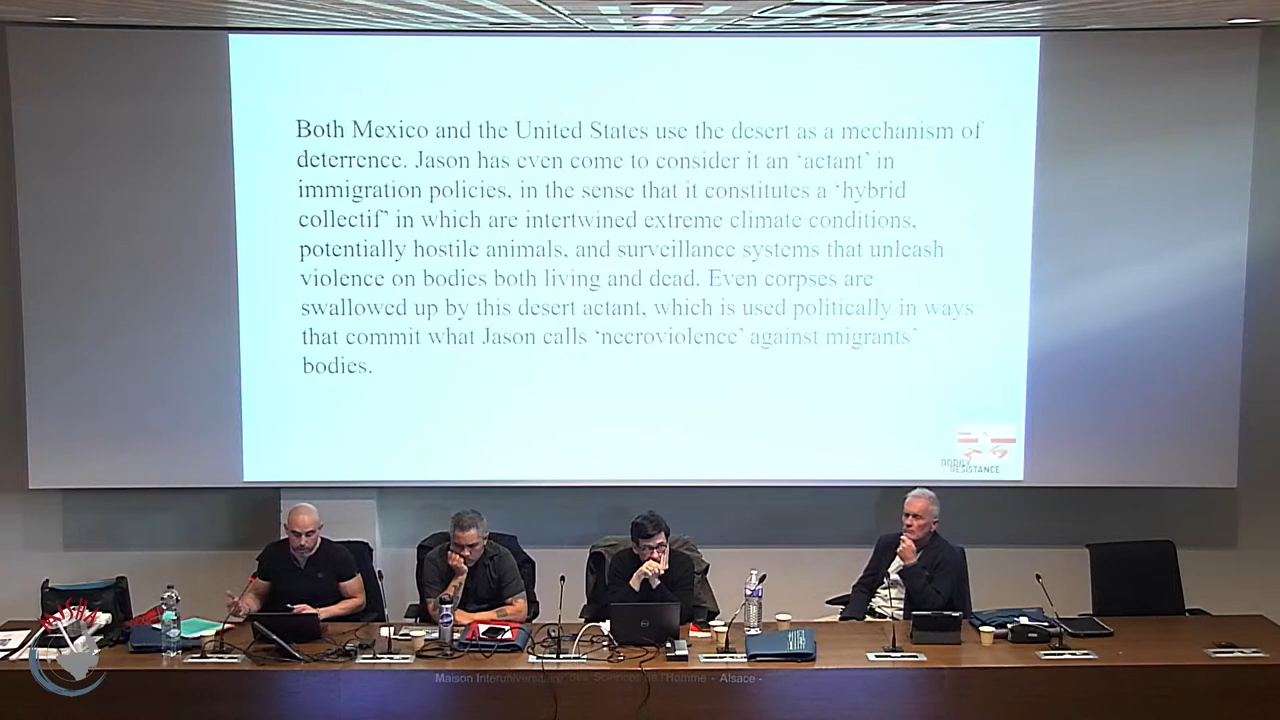 Both Mexico and the United States use the desert as a mechanism of
deterrence. Jason has even come to consider it an ‘actant’ in
immigration policies, in the sense that it constitutes a ‘hybrid
collectif’ in which are intertwined extreme climate conditions,
potentially hostile animals, and surveillance systems that unleash
violence on bodies both living and dead. Even corpses are
swallowed up by this desert actant, which is used politically in ways
that commit what Jason calls ‘necroviolence’ against migrants’
bodies.
BODILY
RESISTANCE
DELL
MISHA
Maison Interuniversitaire des Sciences de l'Homme - Alsace -